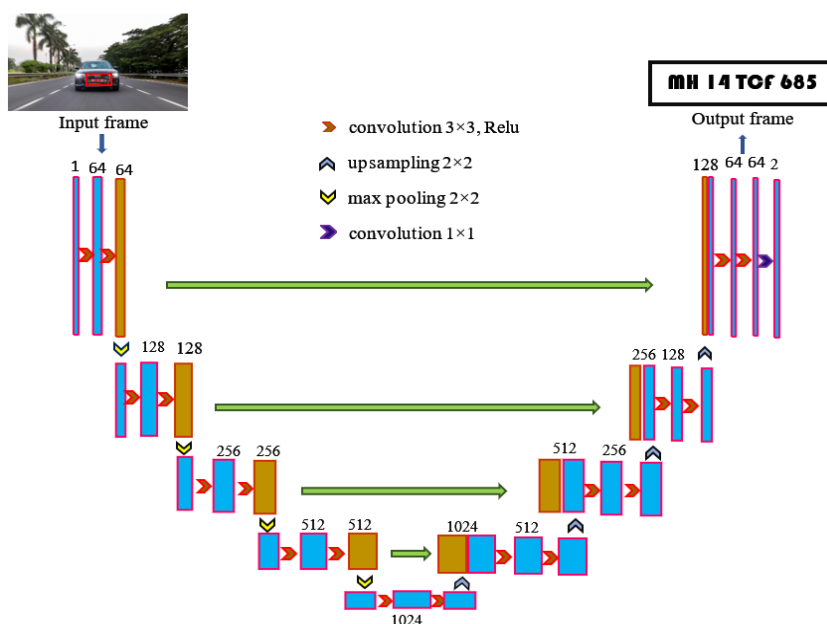 MH 14 TCF 685
Input frame
Output frame
convolution 3×3, Relu
upsampling 2×2
max pooling 2×2
convolution 1×1
1 64 64
128 64 64 2
128 128
256 128
256 256
512 256
512 512
1024 512
1024